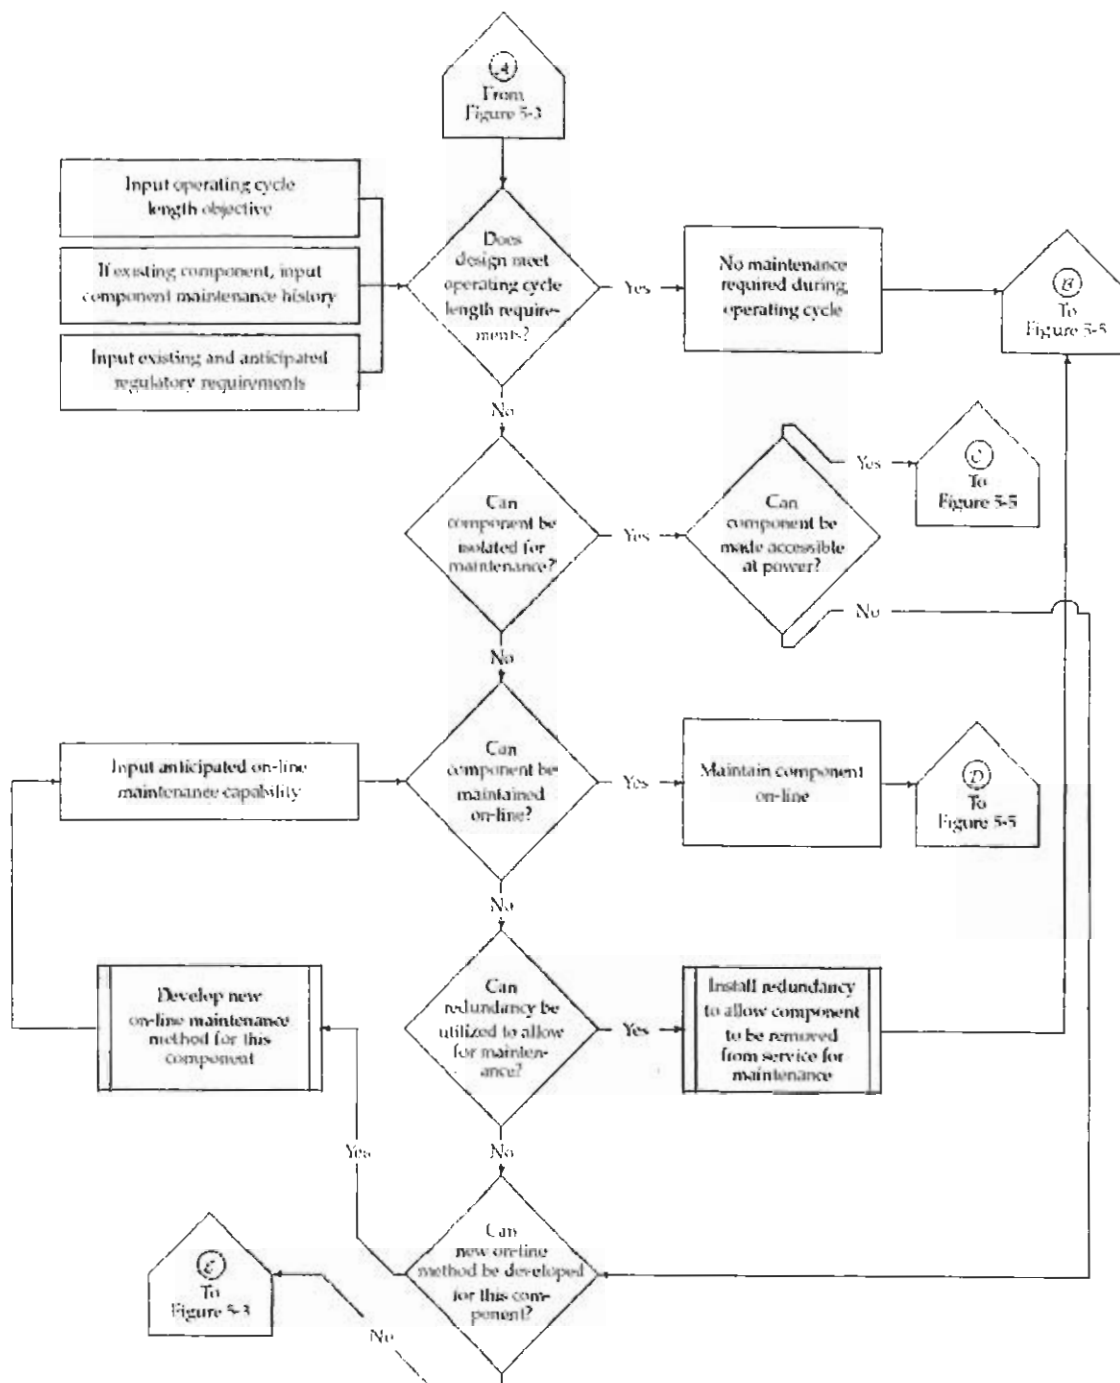 A
From
Figure 5-3
Input operating cycle
length objective
If existing component, input
component maintenance history
Input existing and anticipated
regulatory requirements
Does
design meet
operating cycle
length require-
ments?
Yes
No maintenance
required during
operating cycle
B
To
Figure 5-5
No
Can
component be
isolated for
maintenance?
Yes
Can
component be
made accessible
at power?
Yes
C
To
Figure 5-5
No
No
Input anticipated on-line
maintenance capability
Can
component be
maintained
on-line?
Yes
Maintain component
on-line
D
To
Figure 5-5
No
Develop new
on-line maintenance
method for this
component
Can
redundancy be
utilized to allow
for mainten-
ance?
Yes
Install redundancy
to allow component
to be removed
from service for
maintenance
Yes
No
Can
new on-line
method be developed
for this com-
ponent?
E
To
Figure 5-3
No